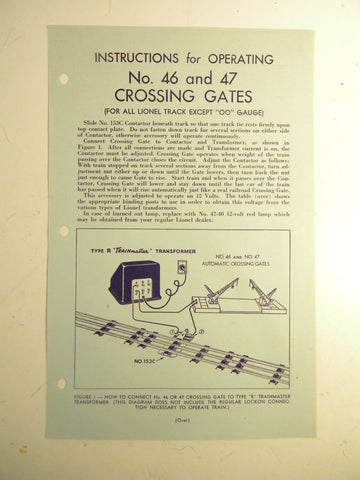 INSTRUCTIONS for OPERATING
No. 46 and 47
CROSSING GATES
(FOR ALL LIONEL TRACK EXCEPT "OO" GAUGE)
Slide No. 153C Contactor beneath track so that one track tie rests firmly upon
top contact plate. Do not fasten down track for several sections on either side
of Contactor, otherwise accessory will operate continuously.
Connect Crossing Gate to Contactor and Transformer, as shown in
Figure 1. After all connections are made and Transformer current is on, the
Contactor must be adjusted. Crossing Gate operates when weight of the train
passing over the Contactor closes the circuit. Adjust the Contactor as follows:
With train stopped on track several sections away from the Contactor, turn ad-
justment nut either up or down until the Gate lowers, then turn back the nut
just enough to cause Gate to rise. Start train and when it passes over the Con-
tactor, Crossing Gate will lower and stay down until the last car of the train
has passed when it will rise automatically just like a real railroad Crossing Gate.
This accessory is adjusted to operate on 12 Volts. The table (over) shows
the appropriate binding posts to use in order to obtain this voltage from the
various types of Lionel transformers.
In case of burned out lamp, replace with No. 47-40 12-volt red lamp which
may be obtained from your regular Lionel dealer.
TYPE R "TRAINmaster" TRANSFORMER
NO. 46 AND NO. 47
AUTOMATIC CROSSING GATES
NO. 153C
FIGURE 1 — HOW TO CONNECT No. 46 OR 47 CROSSING GATE TO TYPE "R" TRAINMASTER
TRANSFORMER. (THIS DIAGRAM DOES NOT INCLUDE THE REGULAR LOCKON CONNEC-
TION NECESSARY TO OPERATE TRAIN.)
(Over)